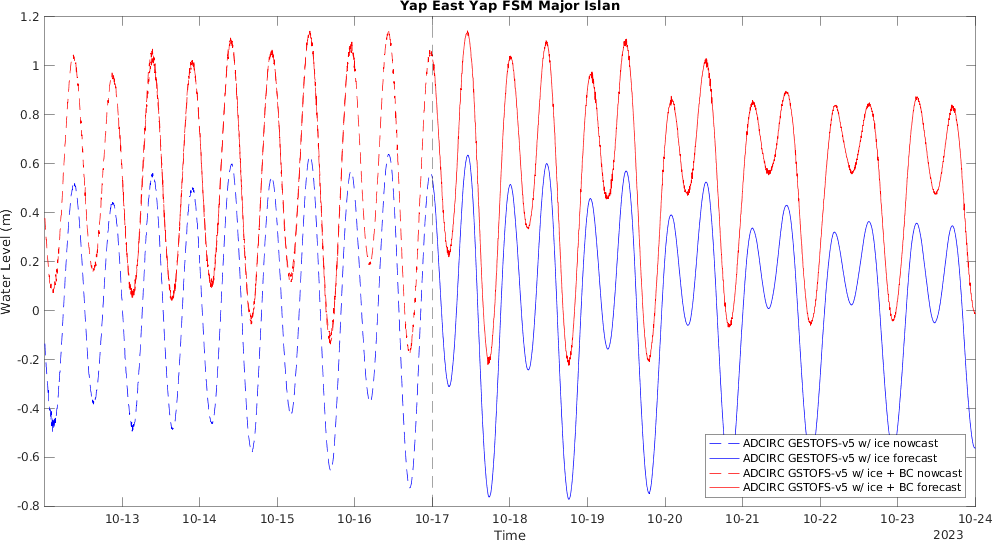 Yap East Yap FSM Major Islan
1.2
1
0.8
0.6
0.4
0.2
0
-0.2
-0.4
-0.6
-0.8
Water Level (m)
ADCIRC GESTOFS-v5 w/ ice nowcast
ADCIRC GESTOFS-v5 w/ ice forecast
ADCIRC GSTOFS-v5 w/ ice + BC nowcast
ADCIRC GSTOFS-v5 w/ ice + BC forecast
10-13 10-14 10-15 10-16 10-17 10-18 10-19 10-20 10-21 10-22 10-23 10-24
Time
2023